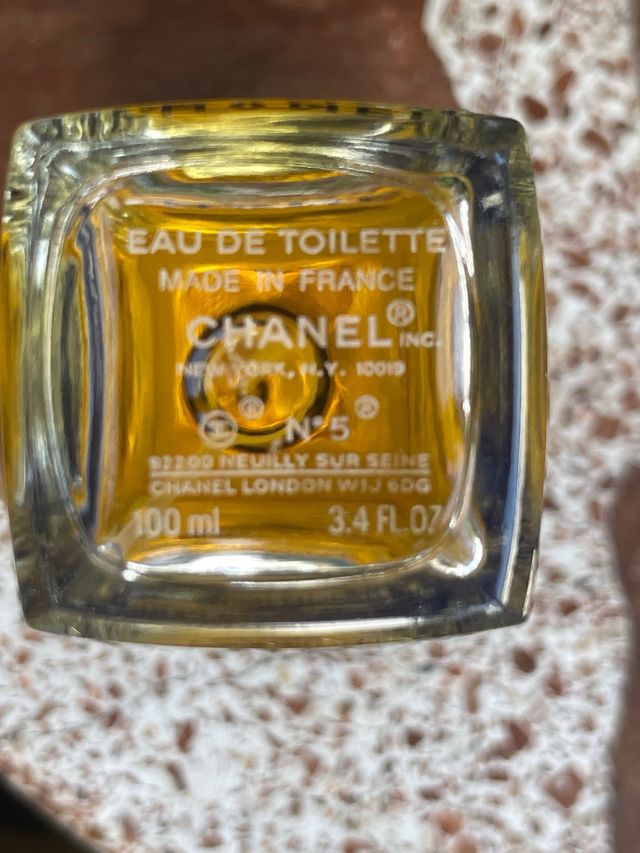 EAU DE TOILETTE
MADE IN FRANCE
CHANEL® INC.
NEW YORK, N.Y. 10019
® N°5 ®
92200 NEUILLY SUR SEINE
CHANEL LONDON W1J 6DG
100 ml 3.4 FL.OZ